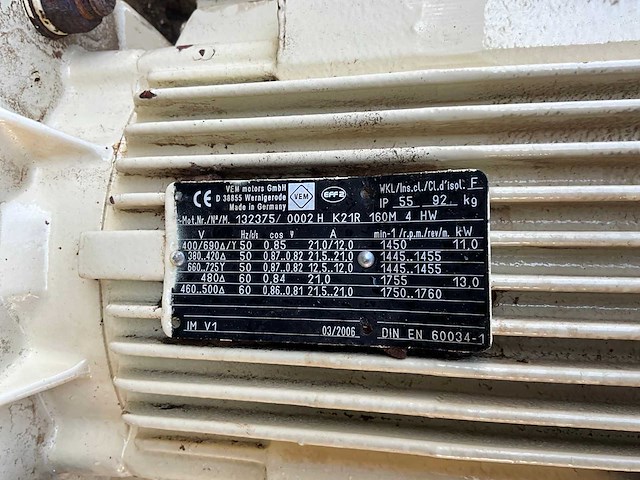 CE VEM motors GmbH VEM EFF2 WKL/Ins.cl./Cl.d'isol. F
D 38855 Wernigerode IP 55 92 kg
Made in Germany
Mot.Nr./N°/M. 132375/ 0002 H K21R 160M 4 HW
V Hz/c/s cos φ A min-1/r.p.m./rev/m. kW
400/690Δ/Y 50 0,85 21,0/12,0 1450 11,0
380..420Δ 50 0,87..0,82 21,5..21,0 1445..1455
660..725Y 50 0,87..0,82 12,5..12,0 1445..1455
480Δ 60 0,84 21,0 1755 13,0
460..500Δ 60 0,86..0,81 21,5..21,0 1750..1760
IM V1 03/2006 DIN EN 60034-1